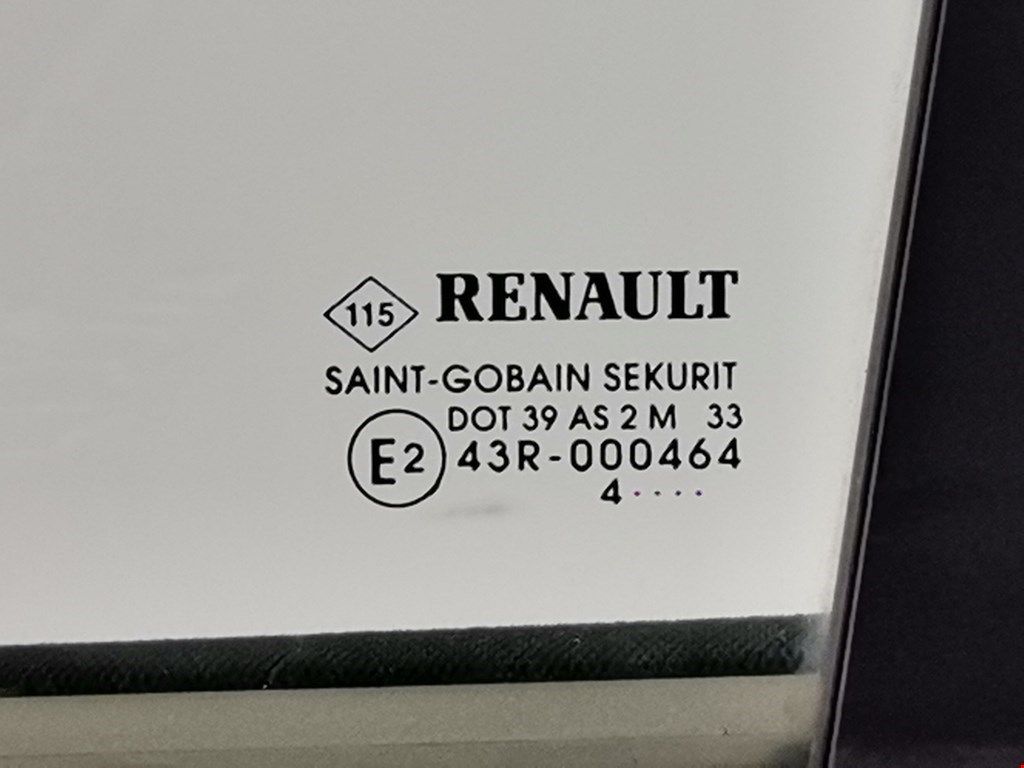 115 RENAULT
SAINT-GOBAIN SEKURIT
DOT 39 AS 2 M 33
E2 43R-000464
4 · · · ·